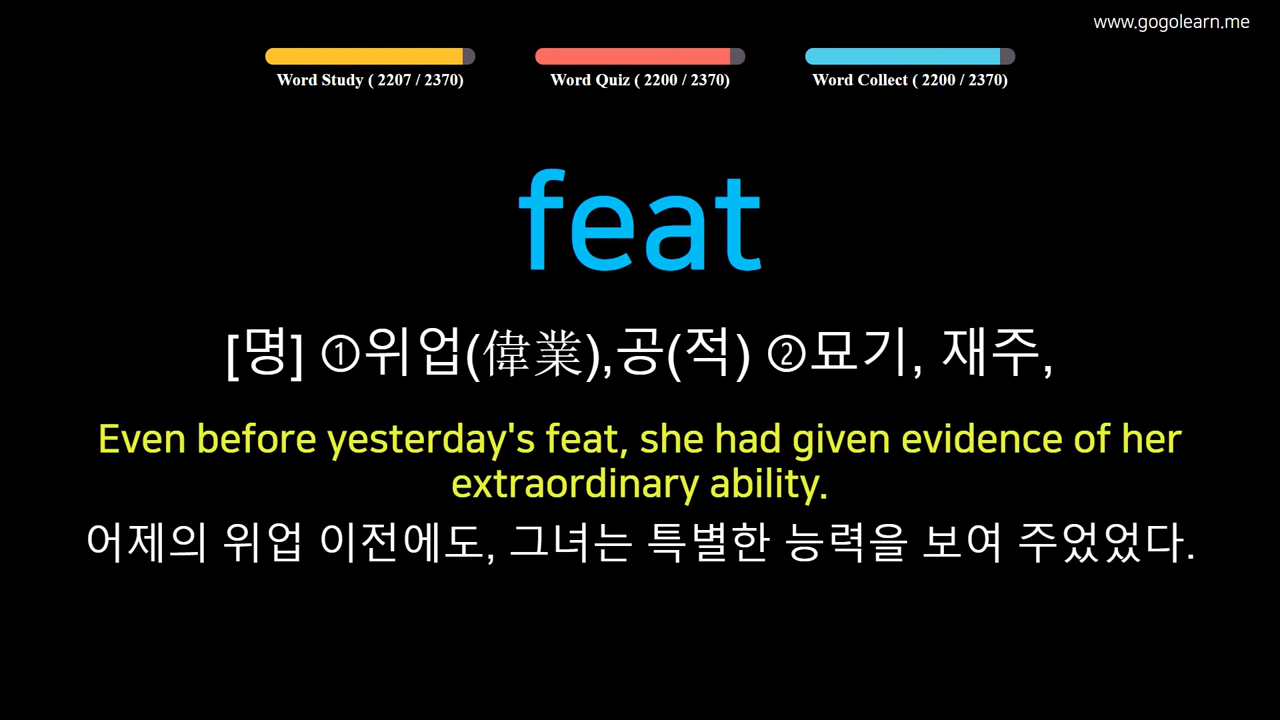 www.gogolearn.me
Word Study ( 2207 / 2370)
Word Quiz ( 2200 / 2370)
Word Collect ( 2200 / 2370)
feat
[명] ①위업(偉業),공(적) ②묘기, 재주,
Even before yesterday's feat, she had given evidence of her
extraordinary ability.
어제의 위업 이전에도, 그녀는 특별한 능력을 보여 주었었다.